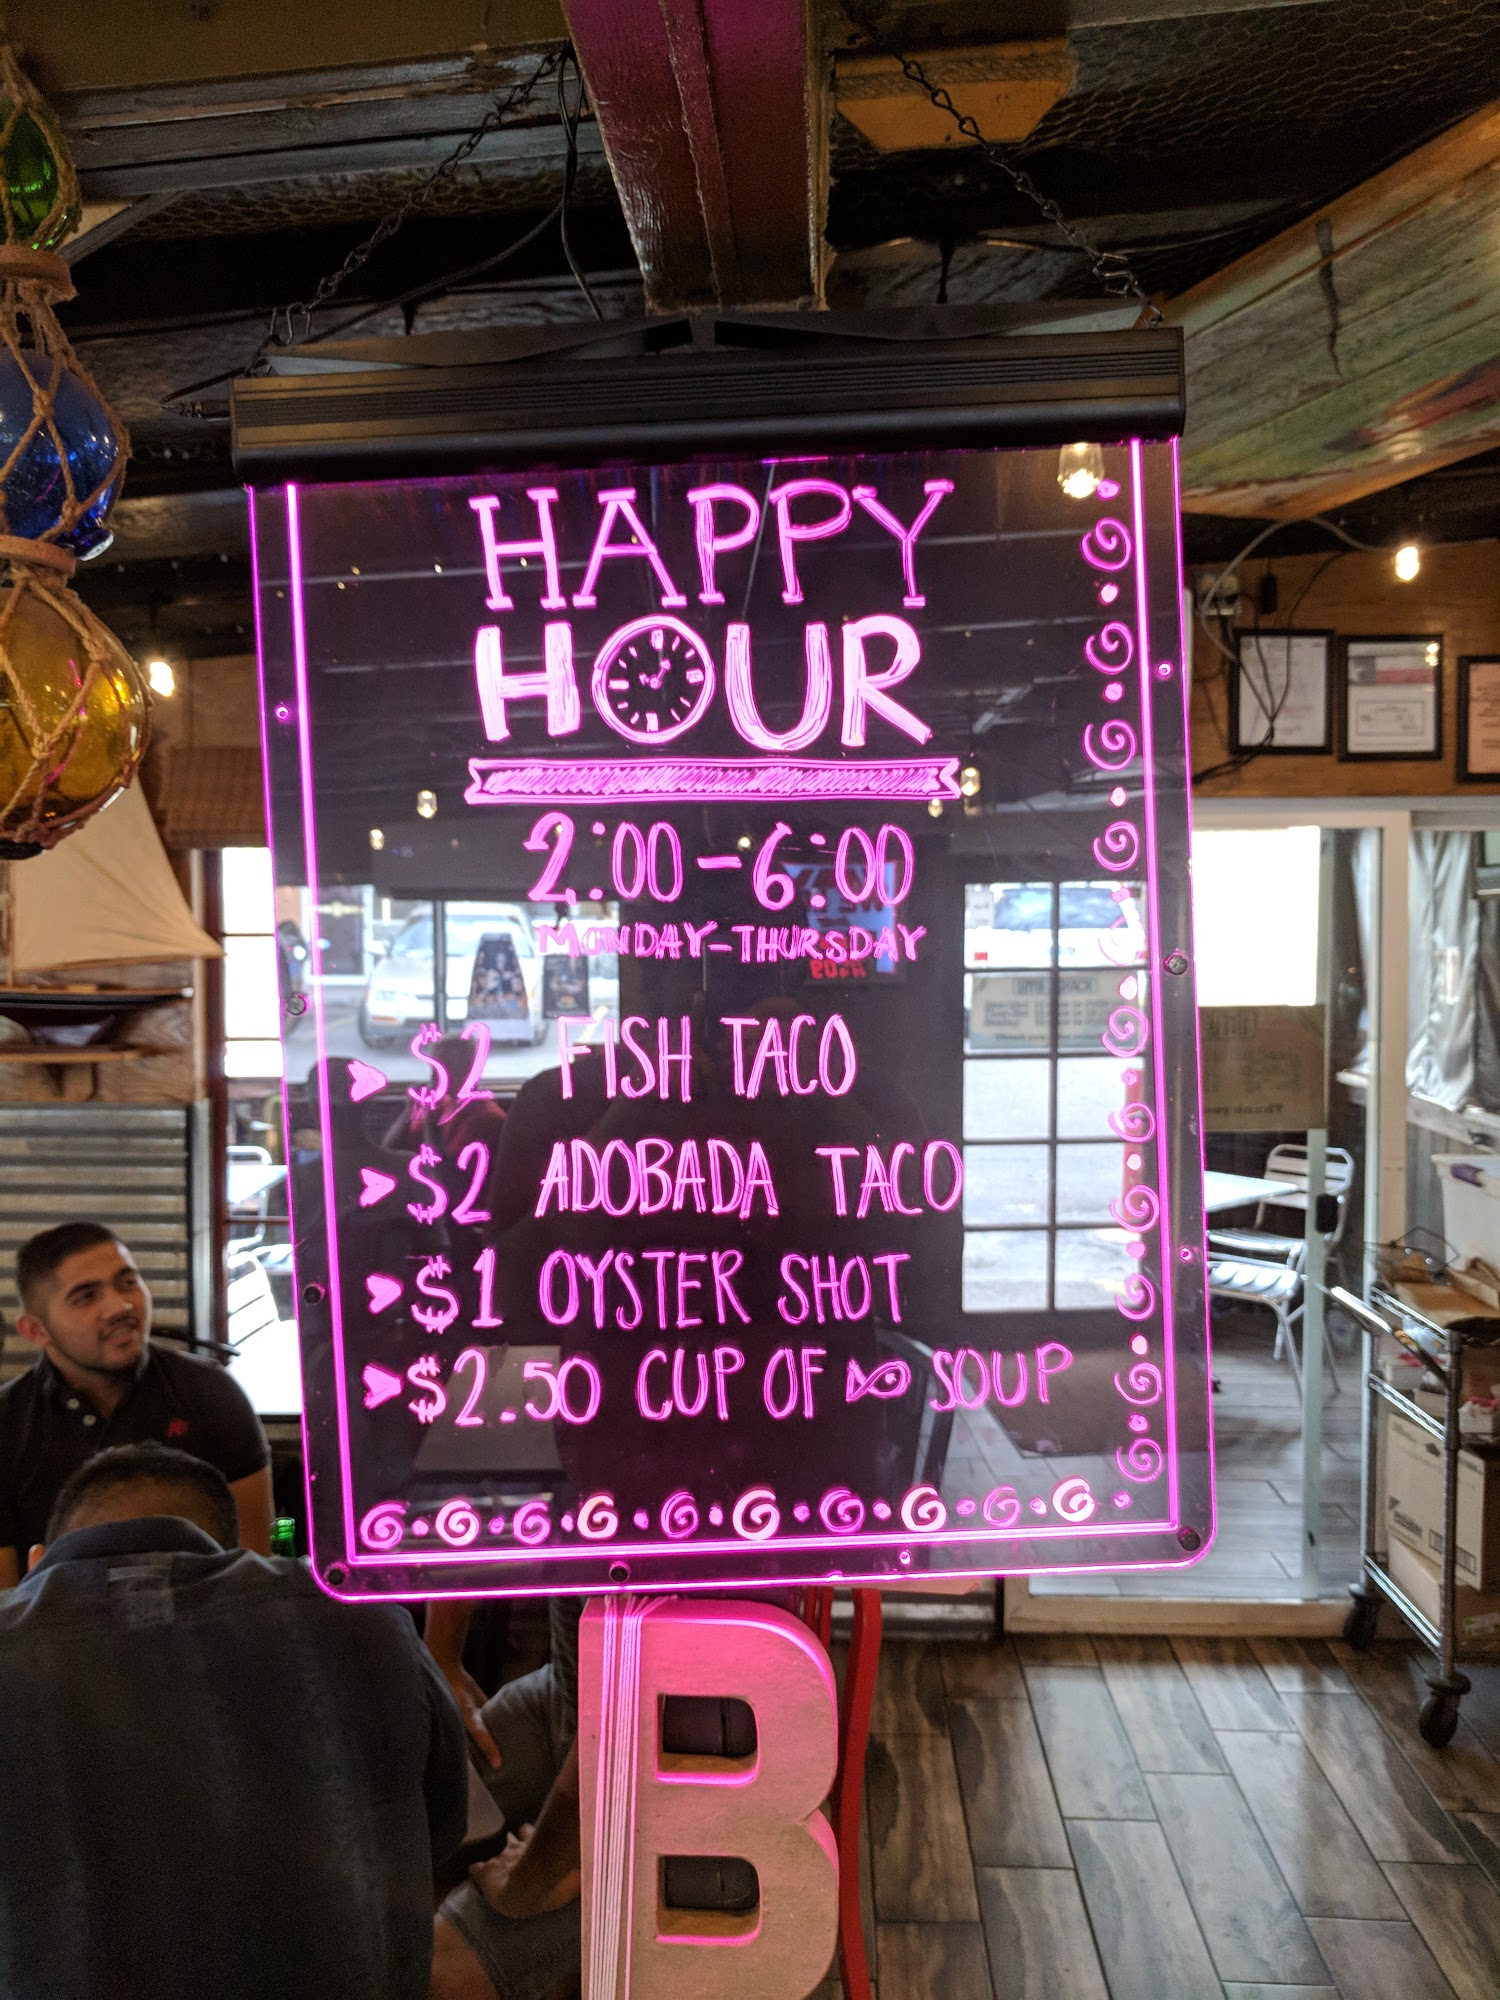 HAPPY
HOUR
2:00-6:00
MONDAY-THURSDAY
$2 FISH TACO
$2 ADOBADA TACO
$1 OYSTER SHOT
$2.50 CUP OF SOUP
B